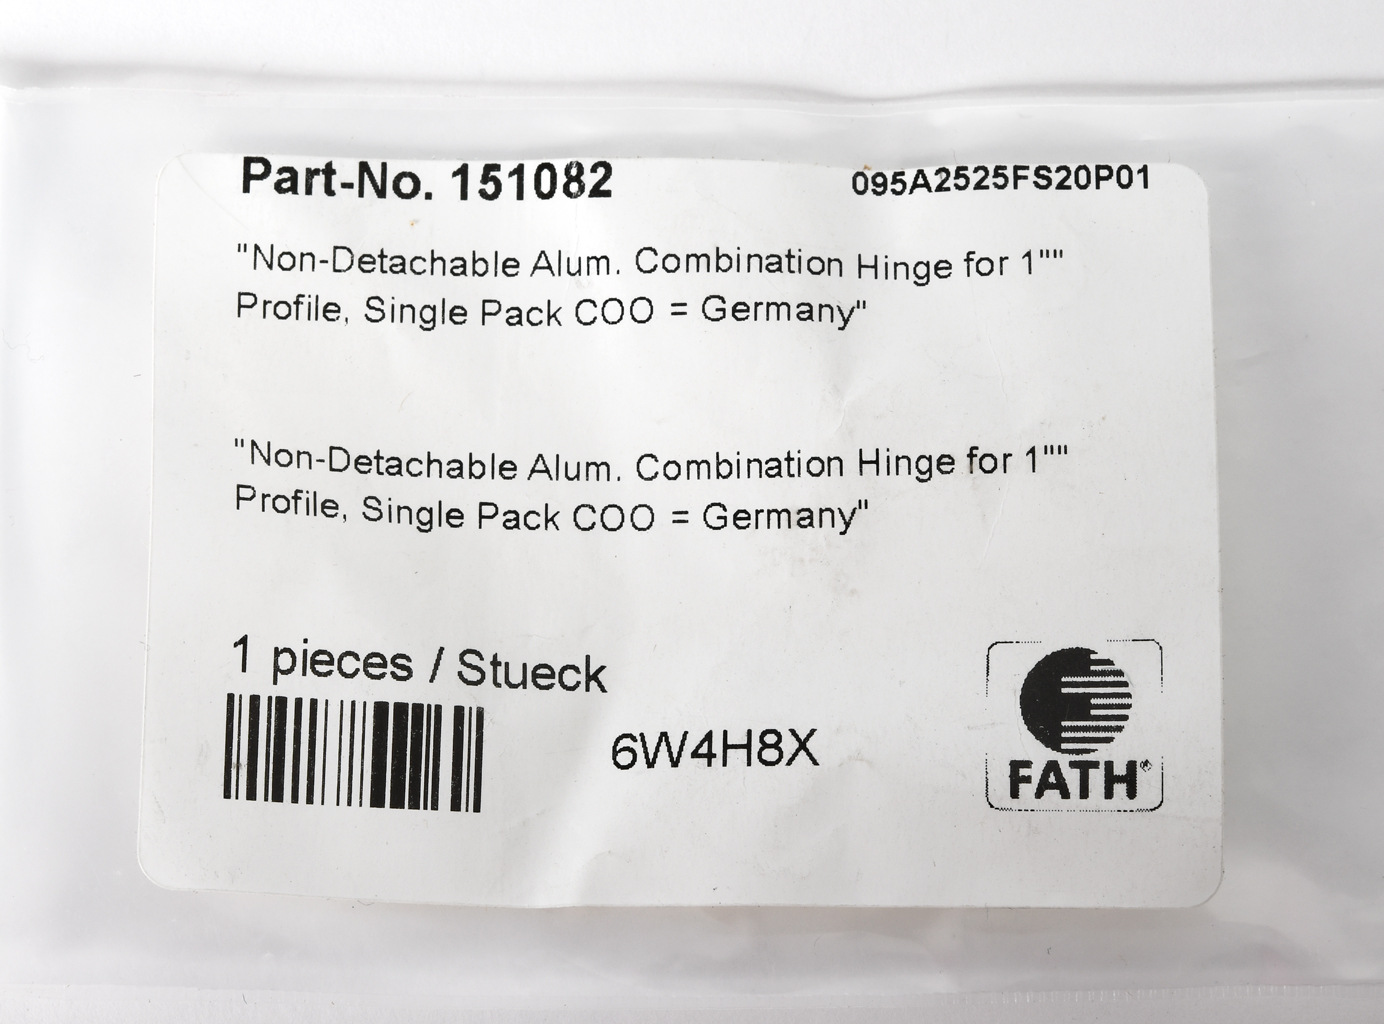 Part-No. 151082
095A2525FS20P01
"Non-Detachable Alum. Combination Hinge for 1""
Profile, Single Pack COO = Germany"
"Non-Detachable Alum. Combination Hinge for 1""
Profile, Single Pack COO = Germany"
1 pieces / Stueck
6W4H8X
FATH®